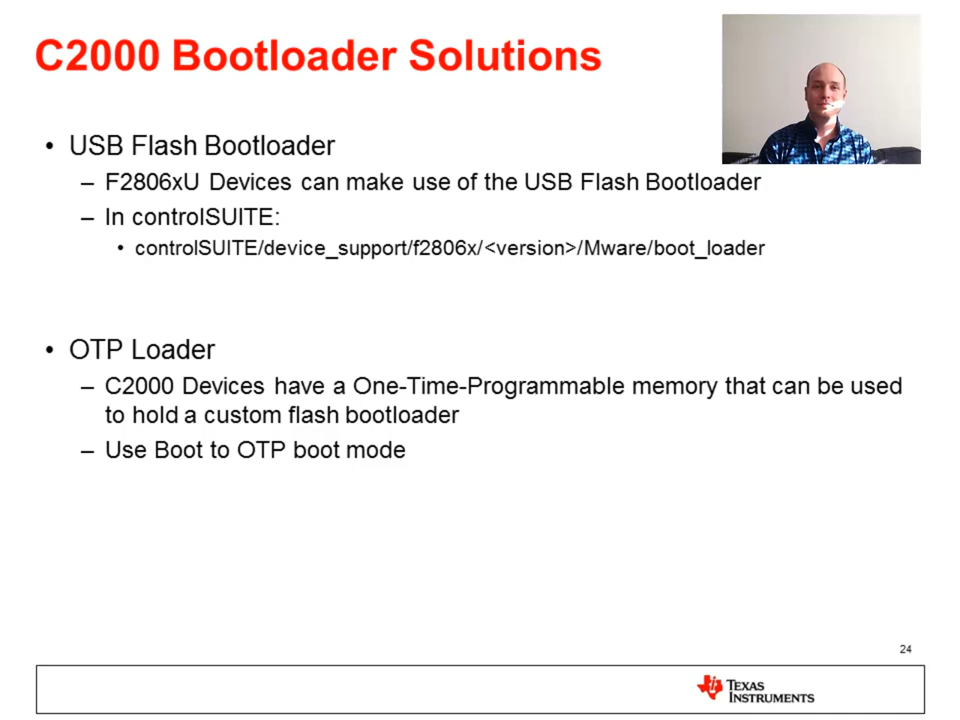 C2000 Bootloader Solutions
• USB Flash Bootloader
– F2806xU Devices can make use of the USB Flash Bootloader
– In controlSUITE:
• controlSUITE/device_support/f2806x/<version>/Mware/boot_loader
• OTP Loader
– C2000 Devices have a One-Time-Programmable memory that can be used
to hold a custom flash bootloader
– Use Boot to OTP boot mode
24
TEXAS
INSTRUMENTS